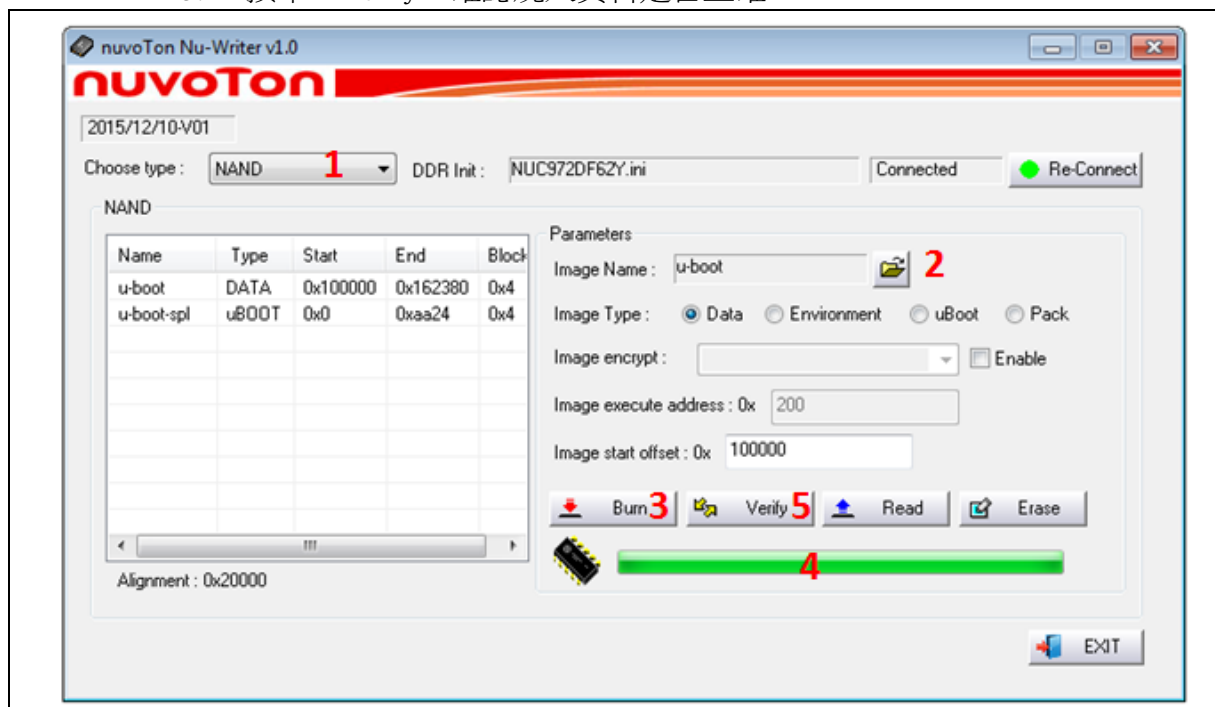 nuvoTon Nu-Writer v1.0
nuvoTon
2015/12/10-V01
Choose type : NAND 1 DDR Init : NUC972DF62Y.ini Connected Re-Connect
NAND
Parameters
Name Type Start End Block
Image Name : u-boot 2
u-boot DATA 0x100000 0x162380 0x4
u-boot-spl uBOOT 0x0 0xaa24 0x4
Image Type : Data Environment uBoot Pack
Image encrypt : Enable
Image execute address : 0x 200
Image start offset : 0x 100000
Burn 3 Verify 5 Read Erase
4
Alignment : 0x20000
EXIT